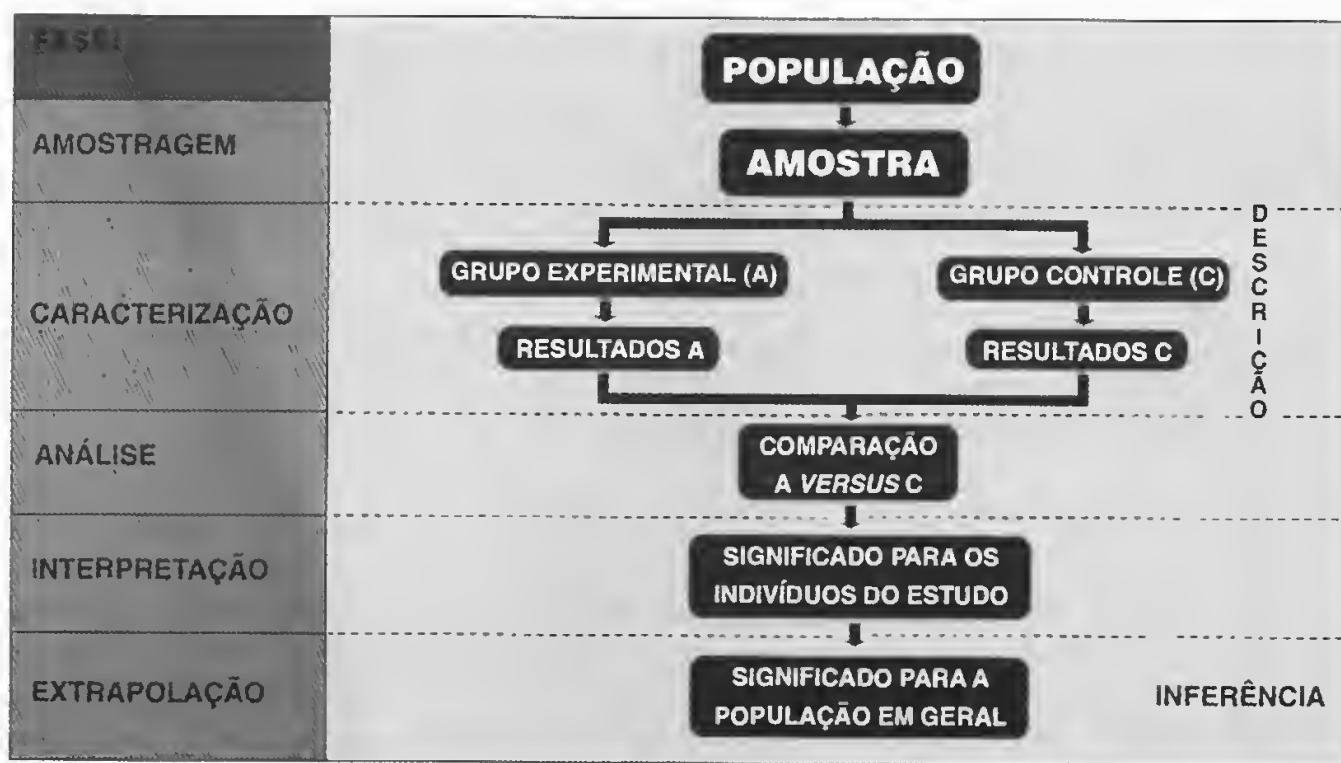 POPULAÇÃO
AMOSTRAGEM
AMOSTRA
CARACTERIZAÇÃO
GRUPO EXPERIMENTAL (A)
GRUPO CONTROLE (C)
RESULTADOS A
RESULTADOS C
DESCRIÇÃO
ANÁLISE
COMPARAÇÃO
A VERSUS C
INTERPRETAÇÃO
SIGNIFICADO PARA OS
INDIVÍDUOS DO ESTUDO
EXTRAPOLAÇÃO
SIGNIFICADO PARA A
POPULAÇÃO EM GERAL
INFERÊNCIA